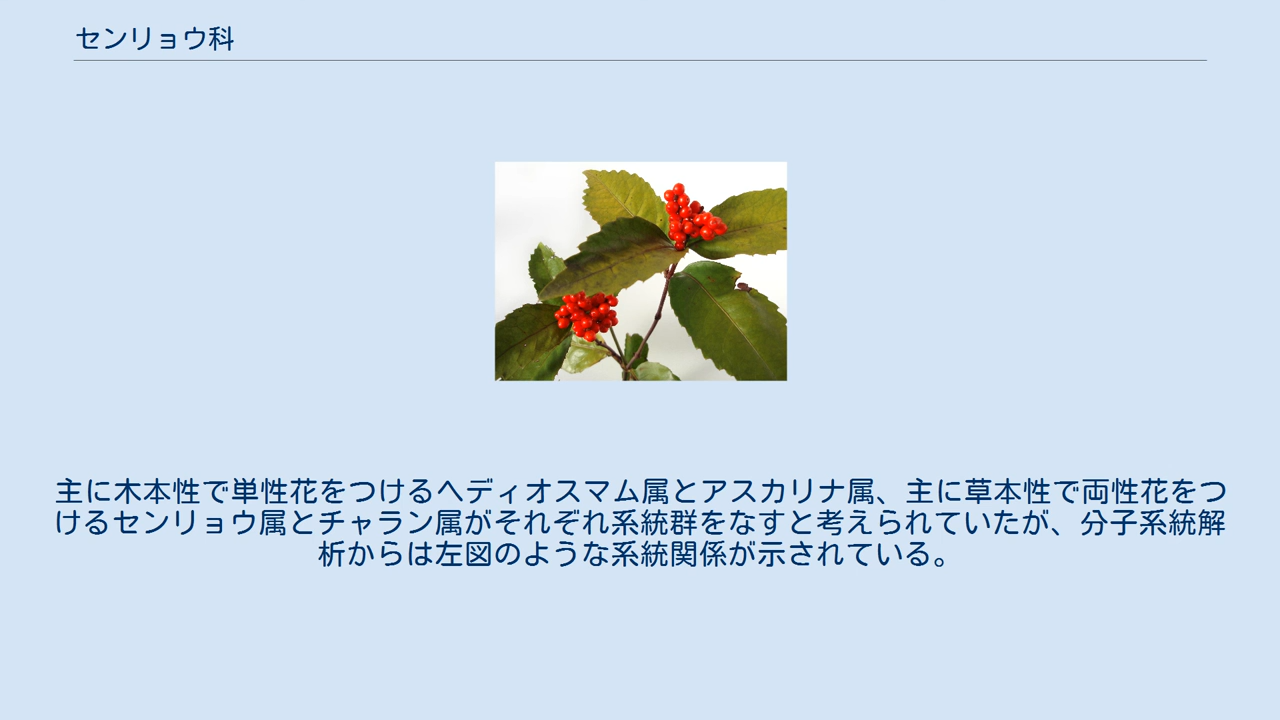 センリョウ科
主に木本性で単性花をつけるヘディオスマム属とアスカリナ属、主に草本性で両性花をつ
けるセンリョウ属とチャラン属がそれぞれ系統群をなすと考えられていたが、分子系統解
析からは左図のような系統関係が示されている。